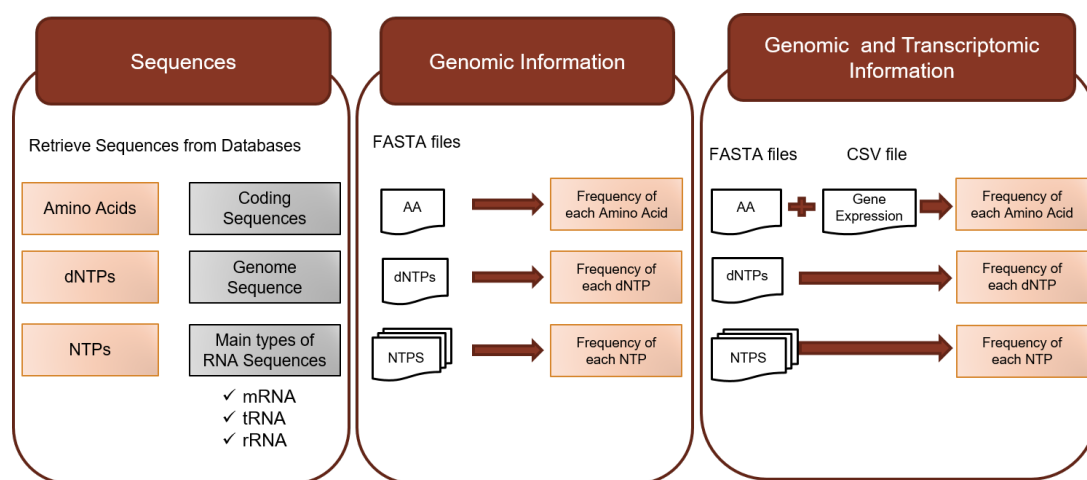 Sequences
Retrieve Sequences from Databases
Amino Acids
Coding
Sequences
dNTPs
Genome
Sequence
NTPs
Main types of
RNA Sequences
✓ mRNA
✓ tRNA
✓ rRNA
Genomic Information
FASTA files
AA
Frequency of
each Amino Acid
dNTPs
Frequency of
each dNTP
NTPS
Frequency of
each NTP
Genomic and Transcriptomic
Information
FASTA files
CSV file
AA
Gene
Expression
Frequency of
each Amino Acid
dNTPs
Frequency of
each dNTP
NTPS
Frequency of
each NTP